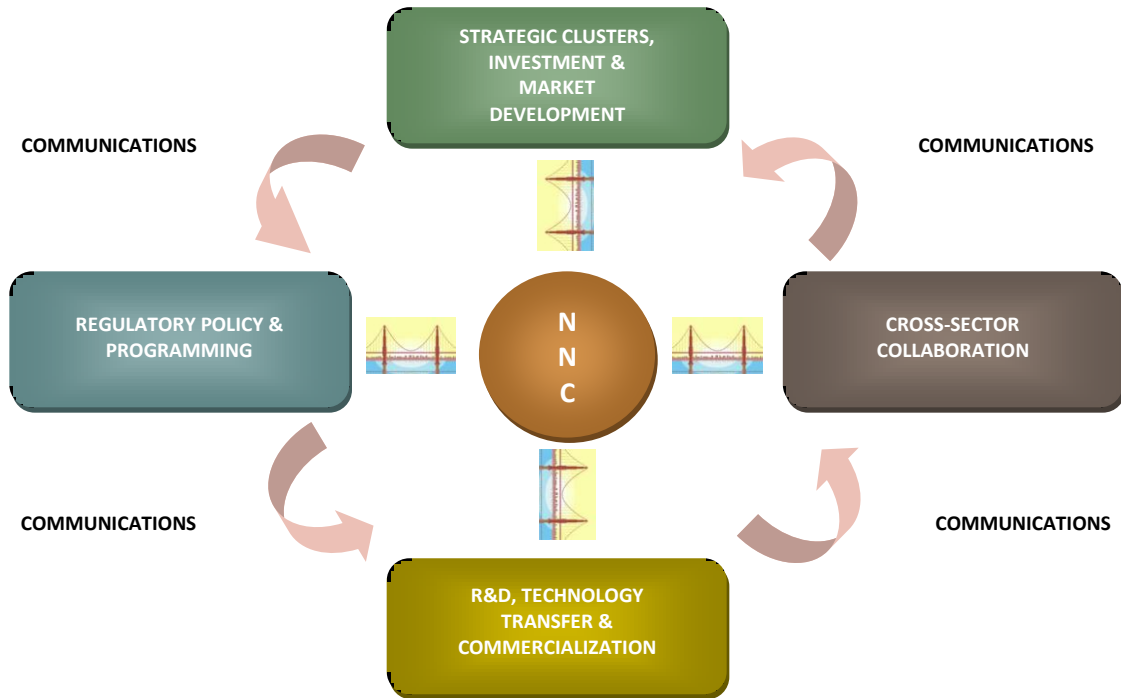 STRATEGIC CLUSTERS,
INVESTMENT &
MARKET
DEVELOPMENT
COMMUNICATIONS
COMMUNICATIONS
REGULATORY POLICY &
PROGRAMMING
N
N
C
CROSS-SECTOR
COLLABORATION
COMMUNICATIONS
COMMUNICATIONS
R&D, TECHNOLOGY
TRANSFER &
COMMERCIALIZATION